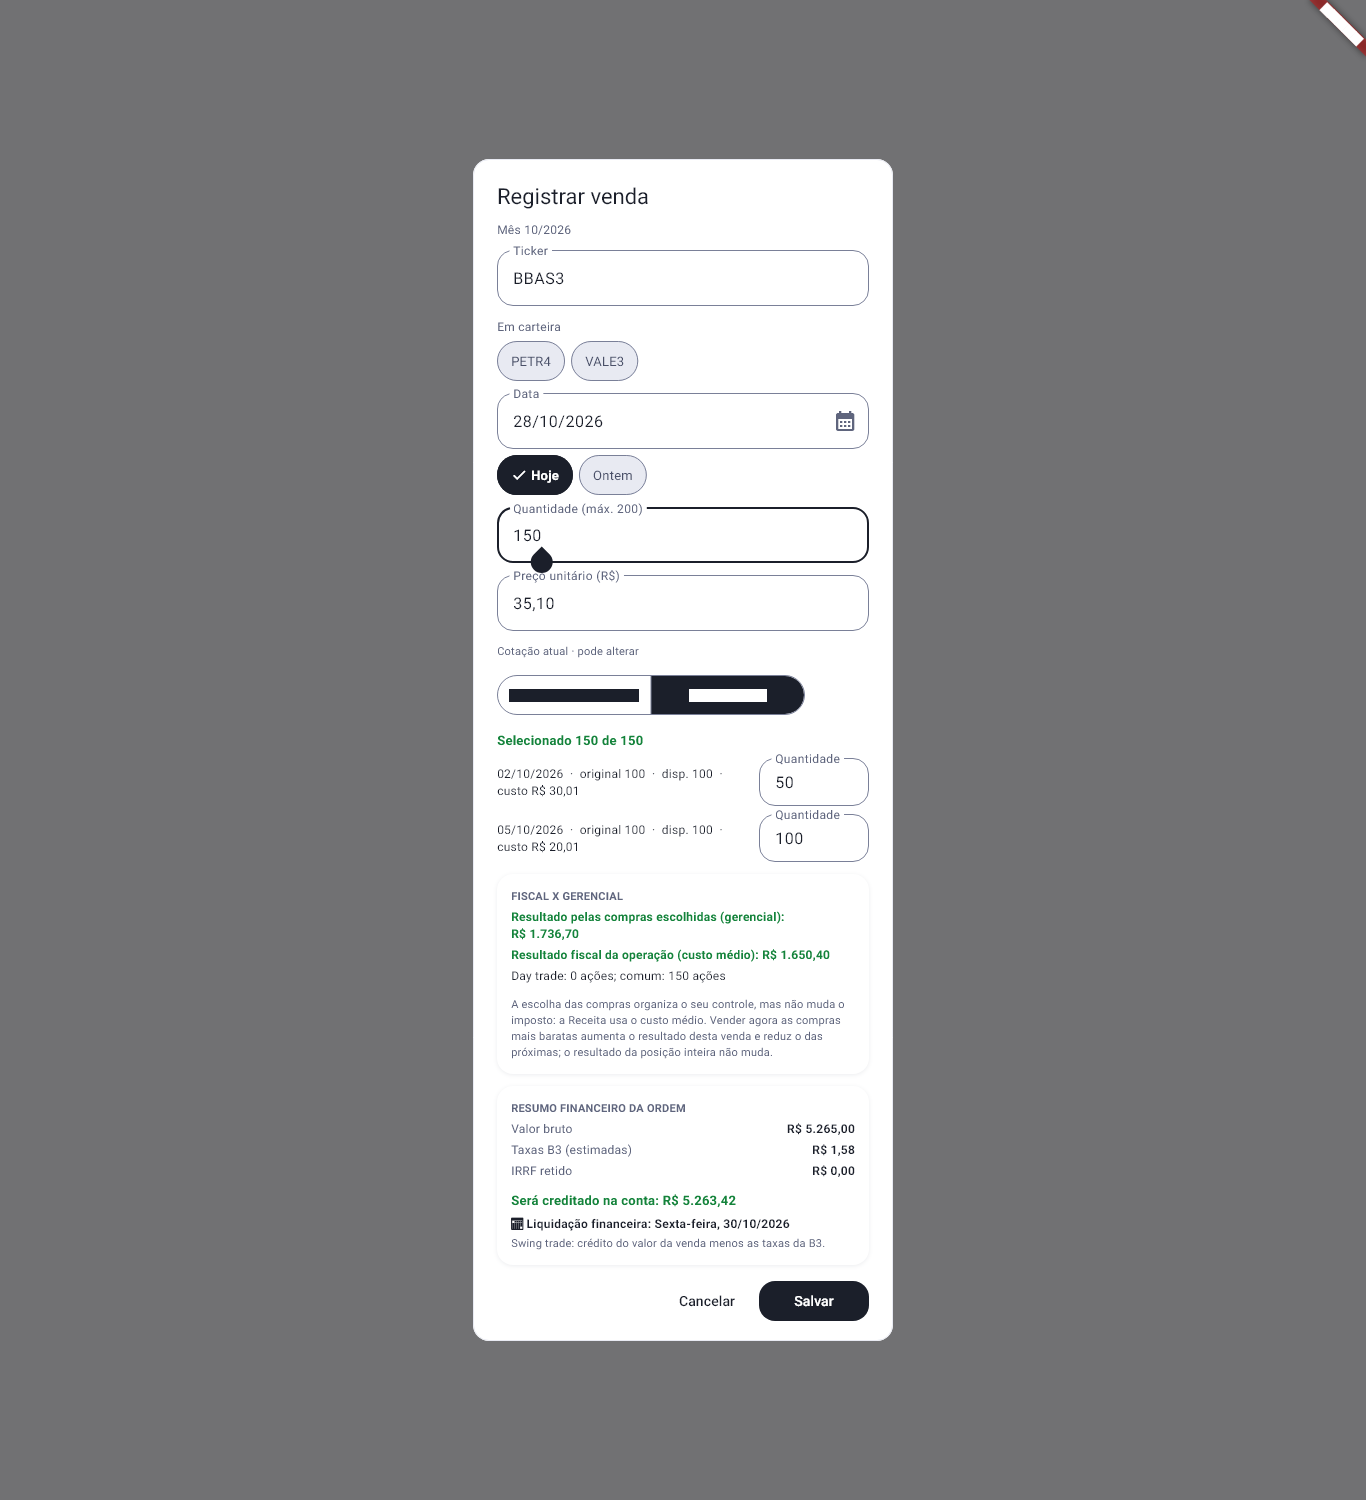 Registrar venda
Mês 10/2026
Ticker
BBAS3
Em carteira
PETR4 VALE3
Data
28/10/2026
Hoje Ontem
Quantidade (máx. 200)
150
Preço unitário (R$)
35,10
Cotação atual · pode alterar
Selecionado 150 de 150
Quantidade
02/10/2026 · original 100 · disp. 100 ·
custo R$ 30,01
50
Quantidade
05/10/2026 · original 100 · disp. 100 ·
custo R$ 20,01
100
FISCAL X GERENCIAL
Resultado pelas compras escolhidas (gerencial):
R$ 1.736,70
Resultado fiscal da operação (custo médio): R$ 1.650,40
Day trade: 0 ações; comum: 150 ações
A escolha das compras organiza o seu controle, mas não muda o
imposto: a Receita usa o custo médio. Vender agora as compras
mais baratas aumenta o resultado desta venda e reduz o das
próximas; o resultado da posição inteira não muda.
RESUMO FINANCEIRO DA ORDEM
Valor bruto R$ 5.265,00
Taxas B3 (estimadas) R$ 1,58
IRRF retido R$ 0,00
Será creditado na conta: R$ 5.263,42
Liquidação financeira: Sexta-feira, 30/10/2026
Swing trade: crédito do valor da venda menos as taxas da B3.
Cancelar Salvar